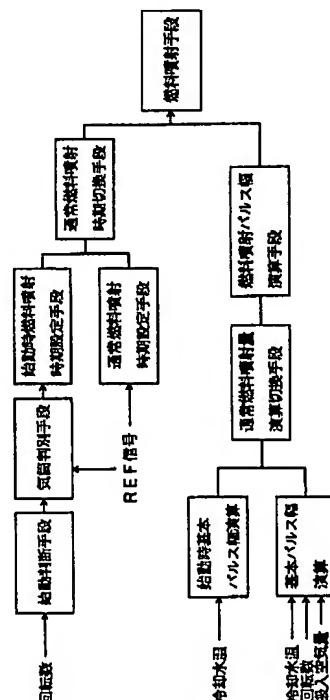 回転数
始動判断手段
気筒判別手段
始動時燃料噴射
時期設定手段
REF信号
通常燃料噴射
時期設定手段
通常燃料噴射
時期切換手段
燃料噴射手段
冷却水温
始動時基本
パルス幅演算
冷却水温
回転数
吸入空気量
基本パルス幅
演算
通常燃料噴射量
演算切換手段
燃料噴射パルス幅
演算手段